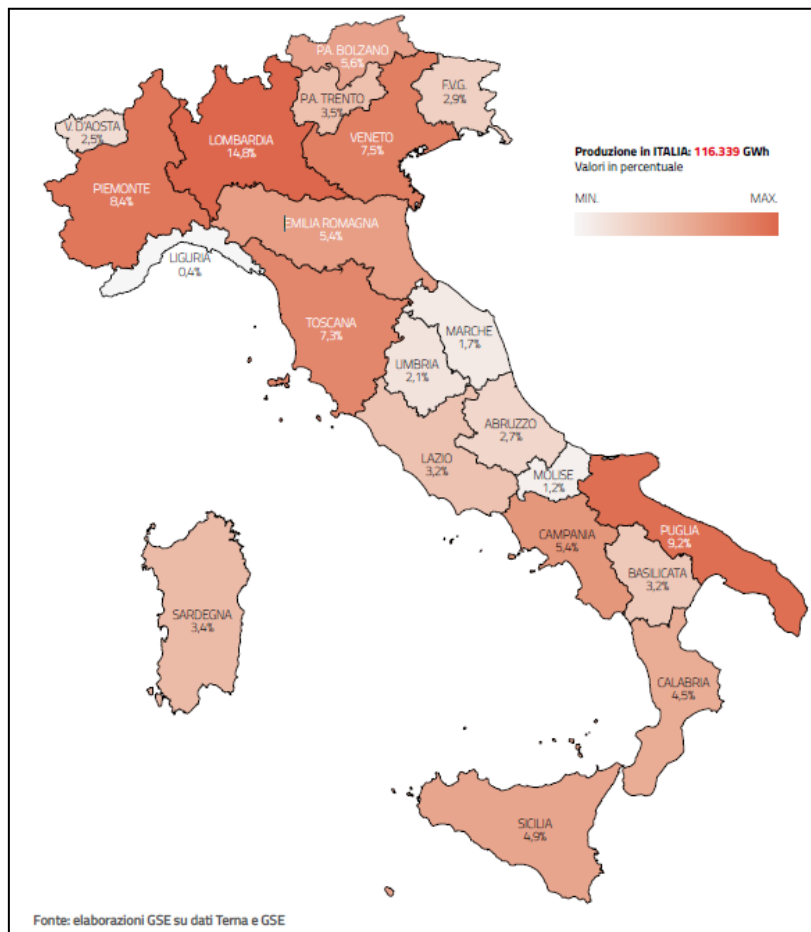 P.A. BOLZANO
5,6%
P.A. TRENTO
3,5%
F.V.G.
2,9%
V. D'AOSTA
2,5%
LOMBARDIA
14,8%
VENETO
7,5%
PIEMONTE
8,4%
Produzione in ITALIA: 116.339 GWh
Valori in percentuale
MIN.
MAX.
EMILIA ROMAGNA
5,4%
LIGURIA
0,4%
TOSCANA
7,3%
MARCHE
1,7%
UMBRIA
2,1%
ABRUZZO
2,7%
LAZIO
3,2%
MOLISE
1,2%
PUGLIA
9,2%
CAMPANIA
5,4%
BASILICATA
3,2%
SARDEGNA
3,4%
CALABRIA
4,5%
SICILIA
4,9%
Fonte: elaborazioni GSE su dati Terna e GSE